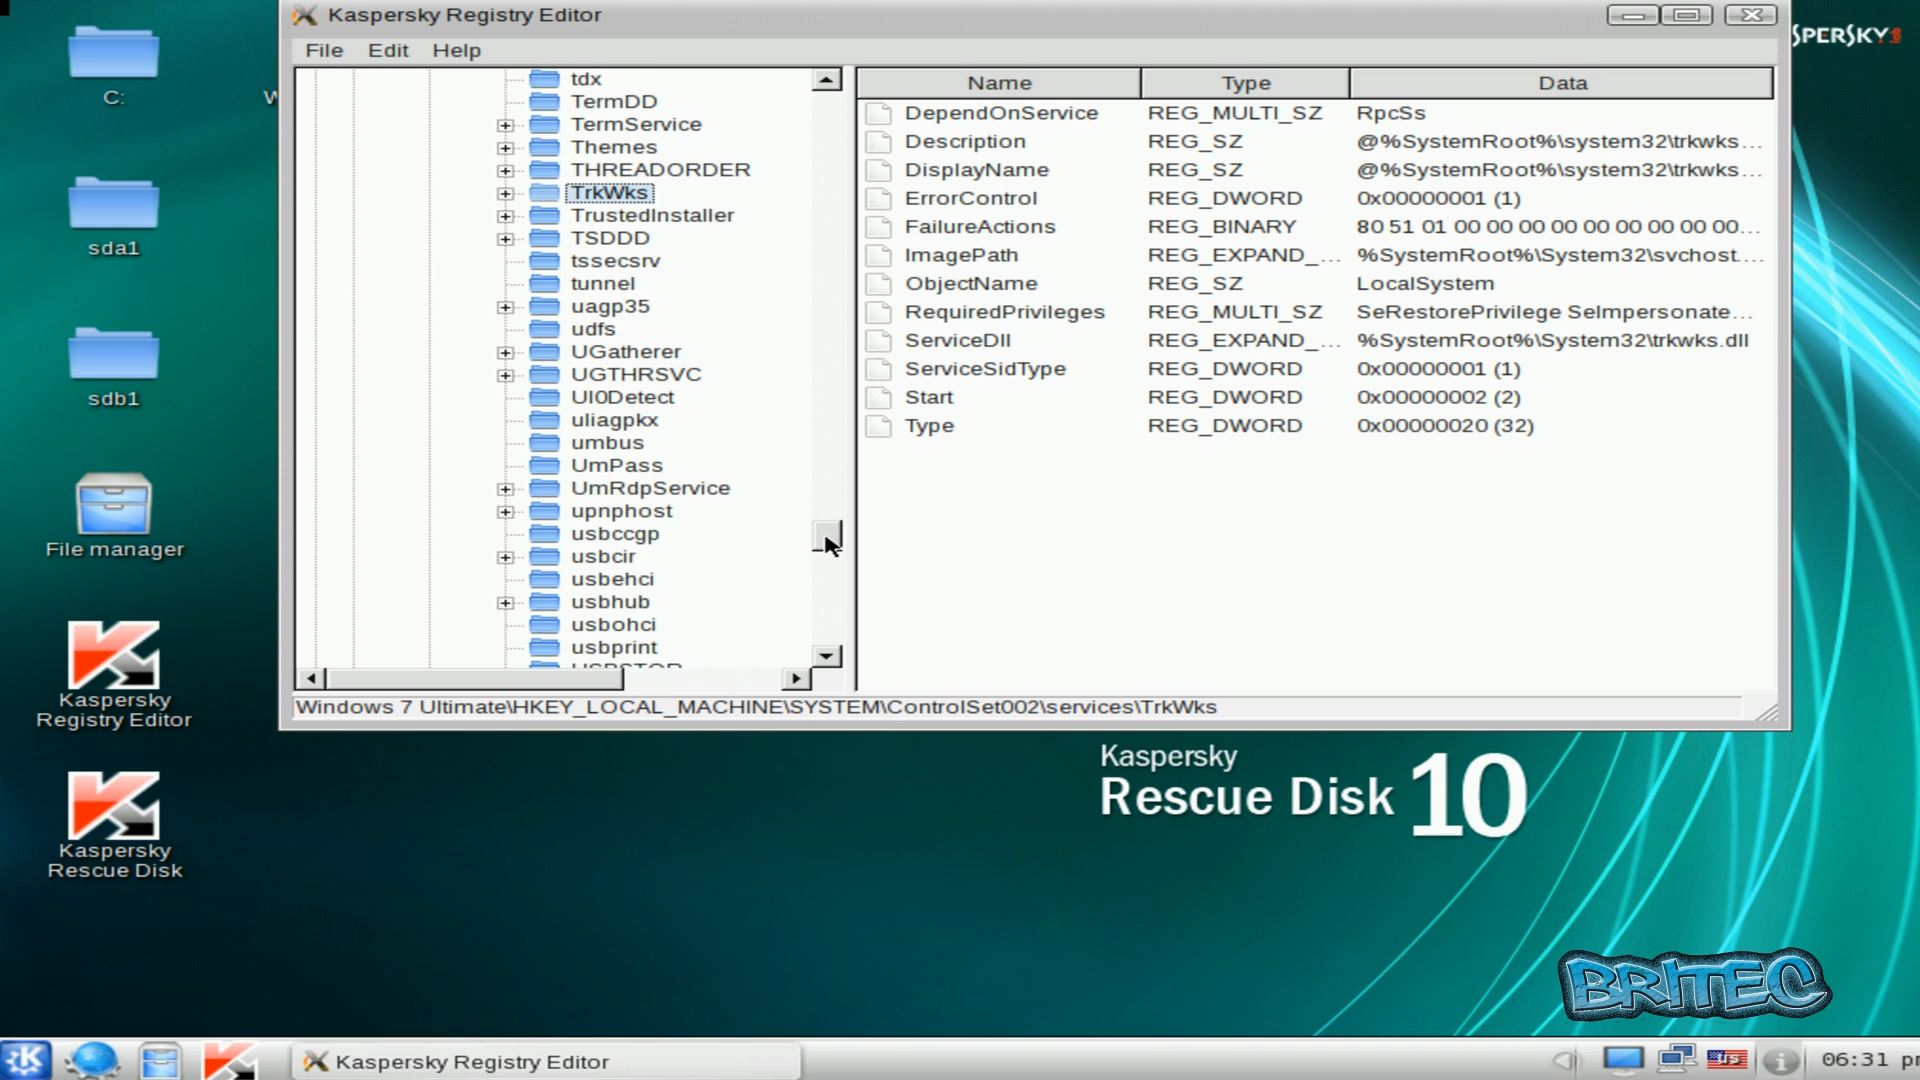 Kaspersky Registry Editor
File Edit Help
C:
sda1
sdb1
File manager
Kaspersky
Registry Editor
Kaspersky
Rescue Disk
W
tdx
TermDD
TermService
Themes
THREADORDER
TrkWks
TrustedInstaller
TSDDD
tssecsrv
tunnel
uagp35
udfs
UGatherer
UGTHRSVC
UI0Detect
uliagpkx
umbus
UmPass
UmRdpService
upnphost
usbccgp
usbcir
usbehci
usbhub
usbohci
usbprint
USBSTOR
Name Type Data
DependOnService REG_MULTI_SZ RpcSs
Description REG_SZ @%SystemRoot%\system32\trkwks...
DisplayName REG_SZ @%SystemRoot%\system32\trkwks...
ErrorControl REG_DWORD 0x00000001 (1)
FailureActions REG_BINARY 80 51 01 00 00 00 00 00 00 00 00 00...
ImagePath REG_EXPAND_... %SystemRoot%\System32\svchost....
ObjectName REG_SZ LocalSystem
RequiredPrivileges REG_MULTI_SZ SeRestorePrivilege SeImpersonate...
ServiceDll REG_EXPAND_... %SystemRoot%\System32\trkwks.dll
ServiceSidType REG_DWORD 0x00000001 (1)
Start REG_DWORD 0x00000002 (2)
Type REG_DWORD 0x00000020 (32)
Windows 7 Ultimate\HKEY_LOCAL_MACHINE\SYSTEM\ControlSet002\services\TrkWks
SPERSKY
Kaspersky
Rescue Disk 10
BRITEC
Kaspersky Registry Editor
US
06:31 p